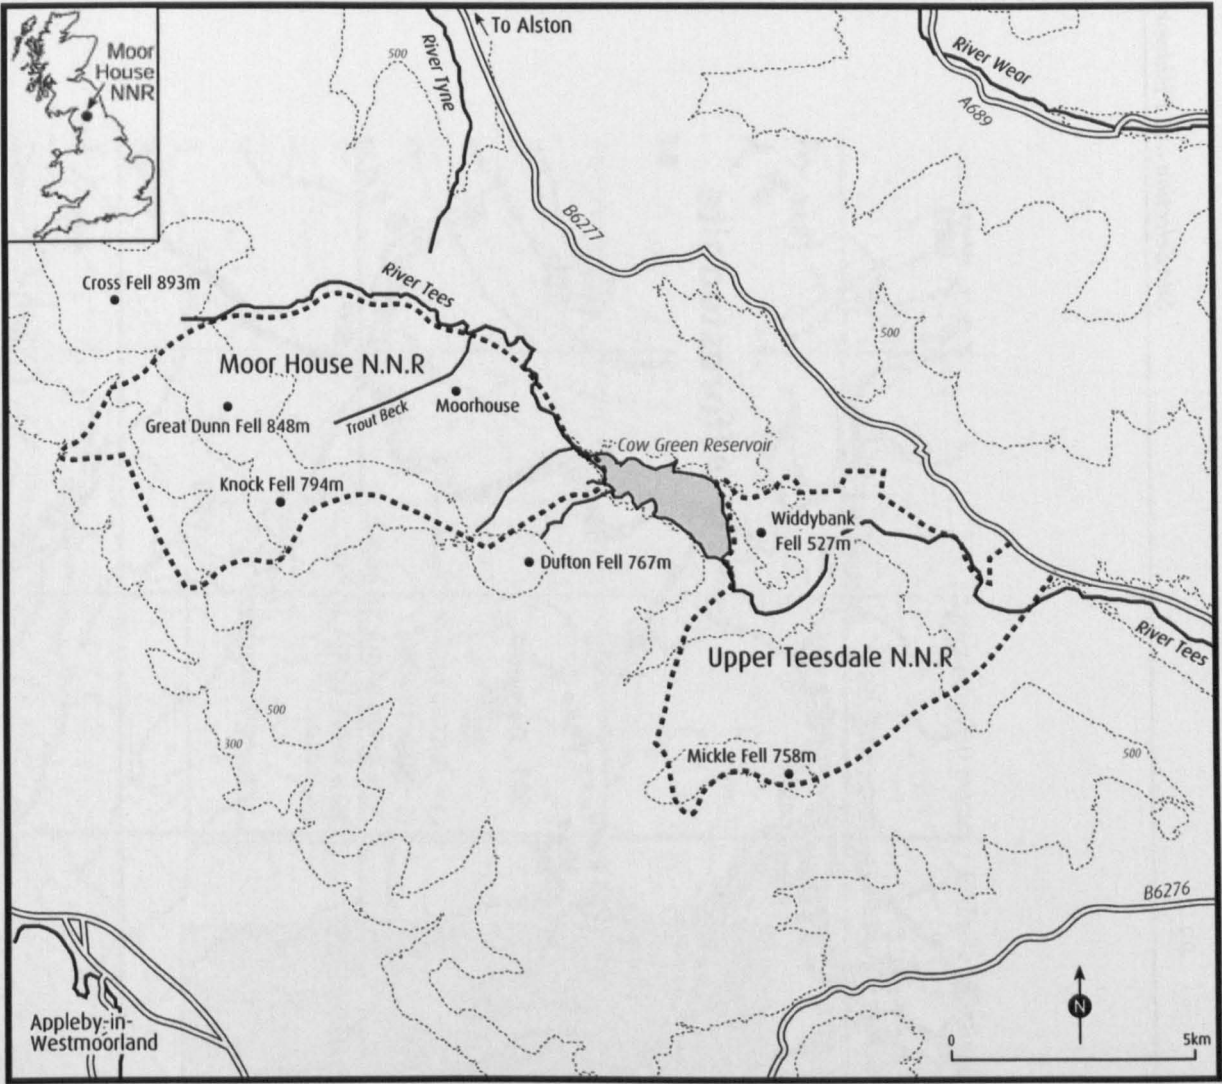 To Alston
Moor
House
NNR
500
River Tyne
River Wear
A689
B6277
Cross Fell 893m
River Tees
500
Moor House N.N.R
Moorhouse
Trout Beck
Great Dunn Fell 848m
Cow Green Reservoir
Knock Fell 794m
Widdybank
Fell 527m
Dufton Fell 767m
River Tees
Upper Teesdale N.N.R
500
300
Mickle Fell 758m
500
B6276
N
Appleby-in-
Westmoorland
0
5km